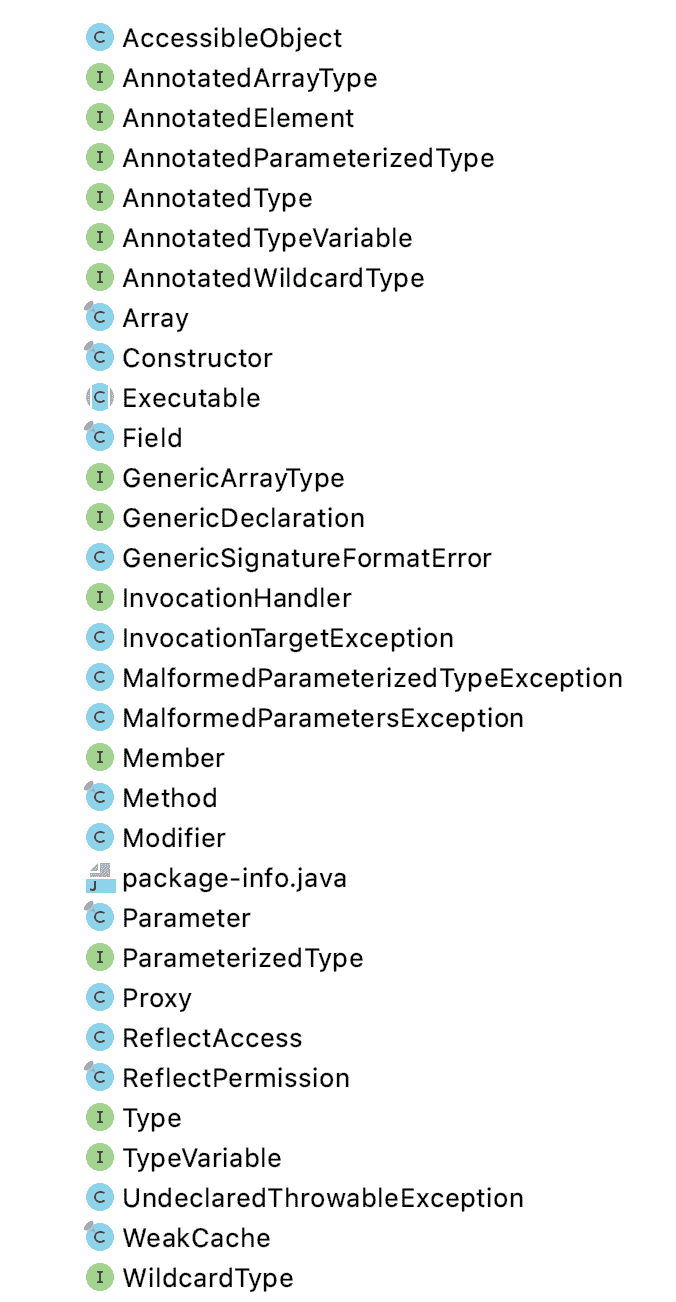 C AccessibleObject
I AnnotatedArrayType
I AnnotatedElement
I AnnotatedParameterizedType
I AnnotatedType
I AnnotatedTypeVariable
I AnnotatedWildcardType
C Array
C Constructor
C Executable
C Field
I GenericArrayType
I GenericDeclaration
C GenericSignatureFormatError
I InvocationHandler
C InvocationTargetException
C MalformedParameterizedTypeException
C MalformedParametersException
I Member
C Method
C Modifier
J package-info.java
C Parameter
I ParameterizedType
C Proxy
C ReflectAccess
C ReflectPermission
I Type
I TypeVariable
C UndeclaredThrowableException
C WeakCache
I WildcardType